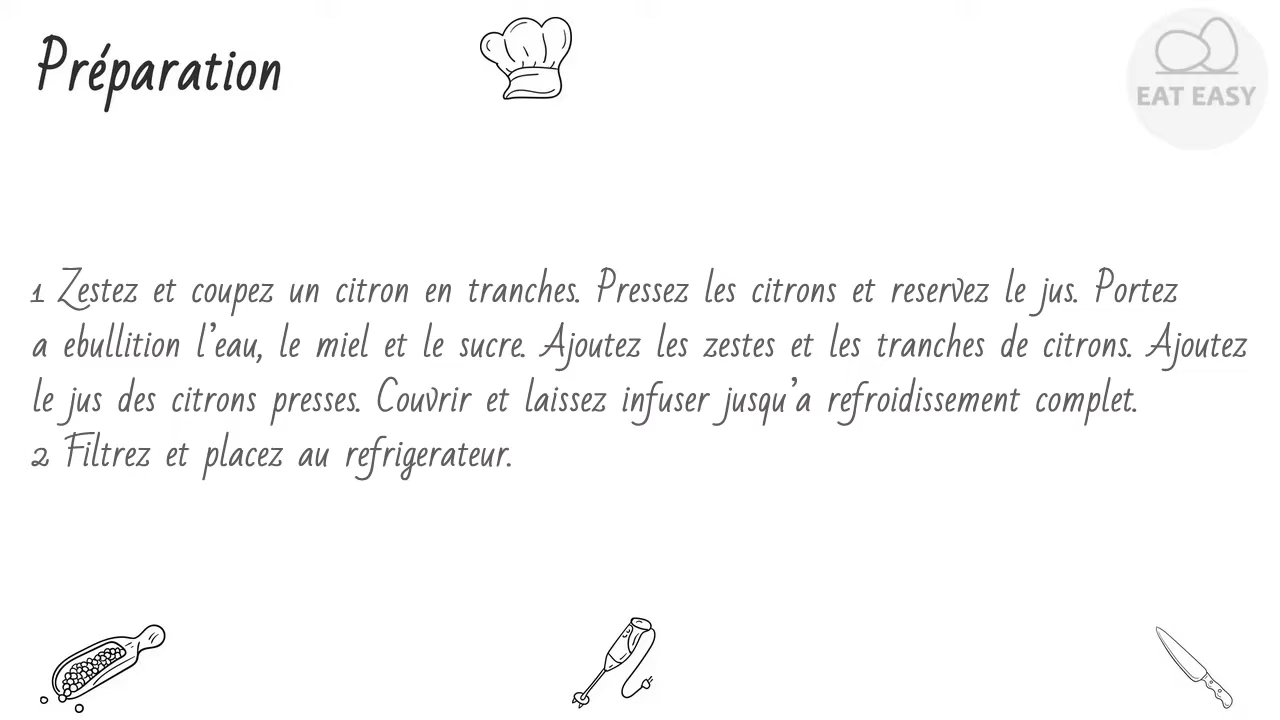 Préparation
EAT EASY
1 Zestez et coupez un citron en tranches. Pressez les citrons et reservez le jus. Portez
a ebullition l’eau, le miel et le sucre. Ajoutez les zestes et les tranches de citrons. Ajoutez
le jus des citrons presses. Couvrir et laissez infuser jusqu’a refroidissement complet.
2 Filtrez et placez au refrigerateur.